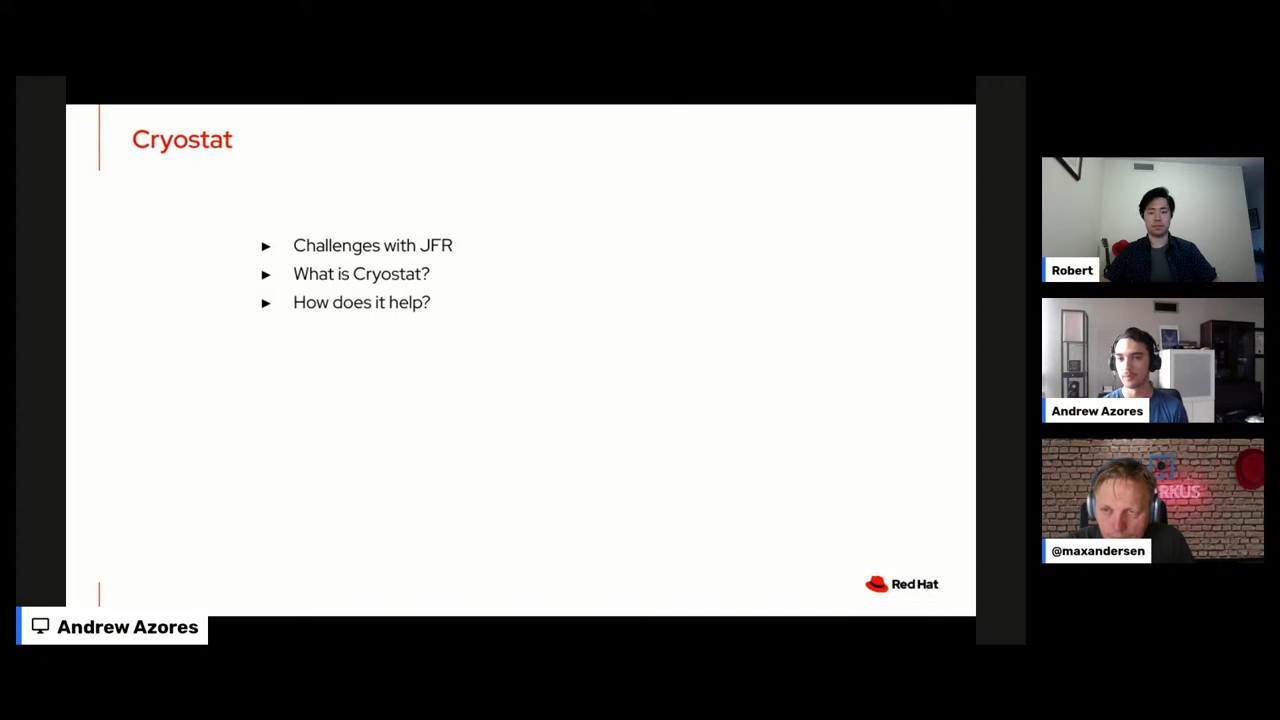 Cryostat
► Challenges with JFR
► What is Cryostat?
► How does it help?
Red Hat
Andrew Azores
Robert
Andrew Azores
RKUS
@maxandersen